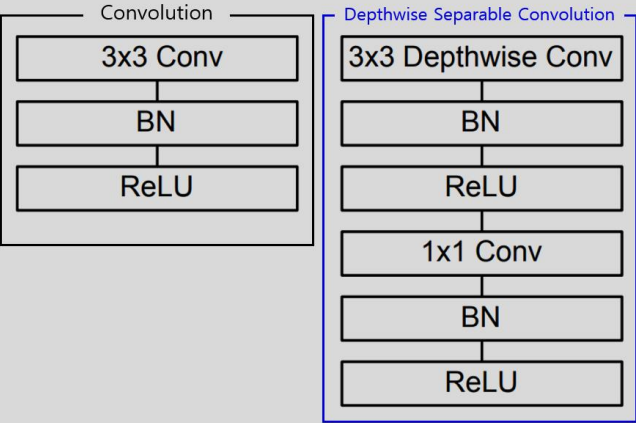 Convolution
3x3 Conv
BN
ReLU
Depthwise Separable Convolution
3x3 Depthwise Conv
BN
ReLU
1x1 Conv
BN
ReLU